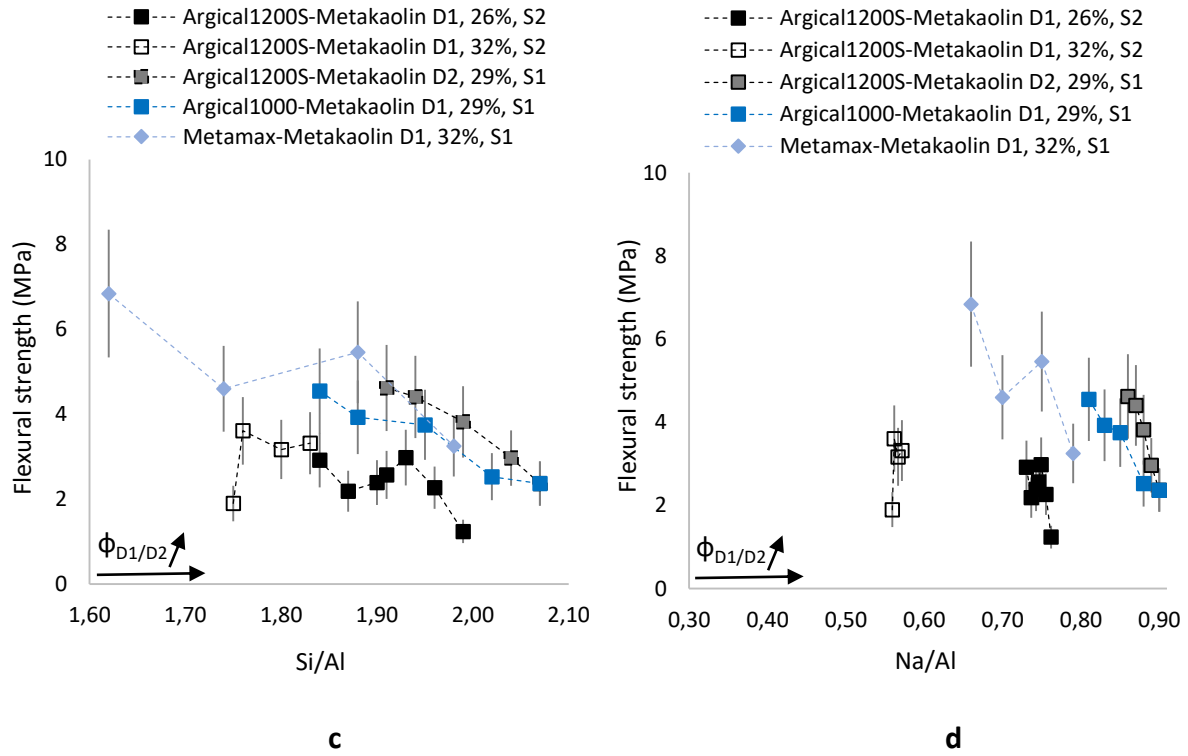 Argical1200S-Metakaolin D1, 26%, S2
Argical1200S-Metakaolin D1, 32%, S2
Argical1200S-Metakaolin D2, 29%, S1
Argical1000-Metakaolin D1, 29%, S1
Metamax-Metakaolin D1, 32%, S1
Flexural strength (MPa)
10
8
6
4
2
0
ϕD1/D2
1,60 1,70 1,80 1,90 2,00 2,10
Si/Al
c
Argical1200S-Metakaolin D1, 26%, S2
Argical1200S-Metakaolin D1, 32%, S2
Argical1200S-Metakaolin D2, 29%, S1
Argical1000-Metakaolin D1, 29%, S1
Metamax-Metakaolin D1, 32%, S1
Flexural strength (MPa)
10
8
6
4
2
0
ϕD1/D2
0,30 0,40 0,50 0,60 0,70 0,80 0,90
Na/Al
d